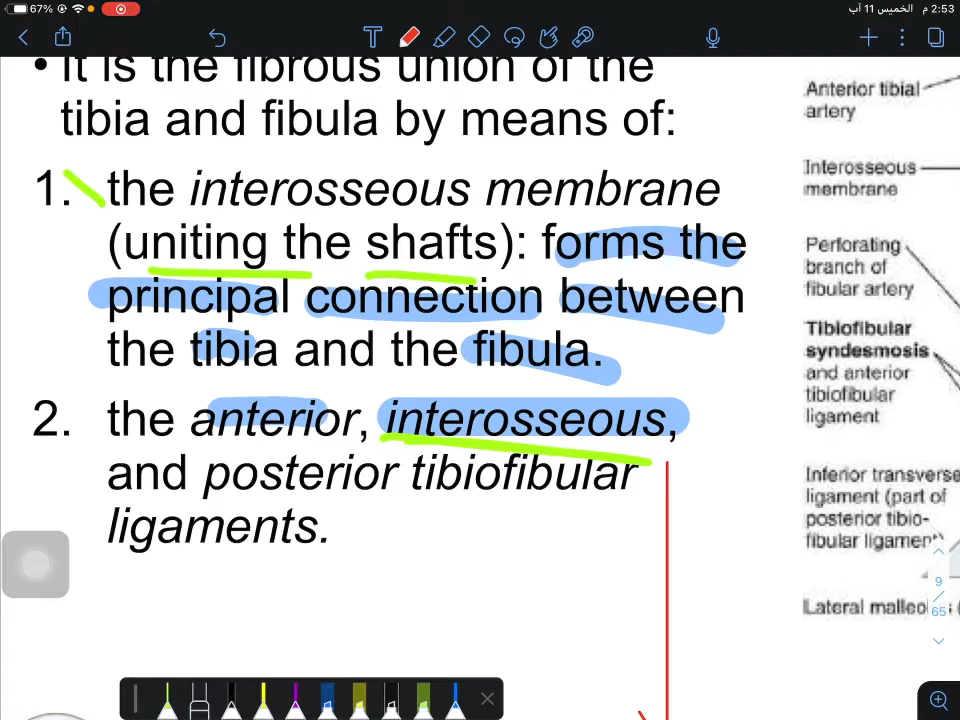 67%
2:53 م الخميس 11 آب
• It is the fibrous union of the
tibia and fibula by means of:
1. the interosseous membrane
(uniting the shafts): forms the
principal connection between
the tibia and the fibula.
2. the anterior, interosseous,
and posterior tibiofibular
ligaments.
Anterior tibial
artery
Interosseous
membrane
Perforating
branch of
fibular artery
Tibiofibular
syndesmosis
and anterior
tibiofibular
ligament
Inferior transverse
ligament (part of
posterior tibio-
fibular ligament)
Lateral
9
65